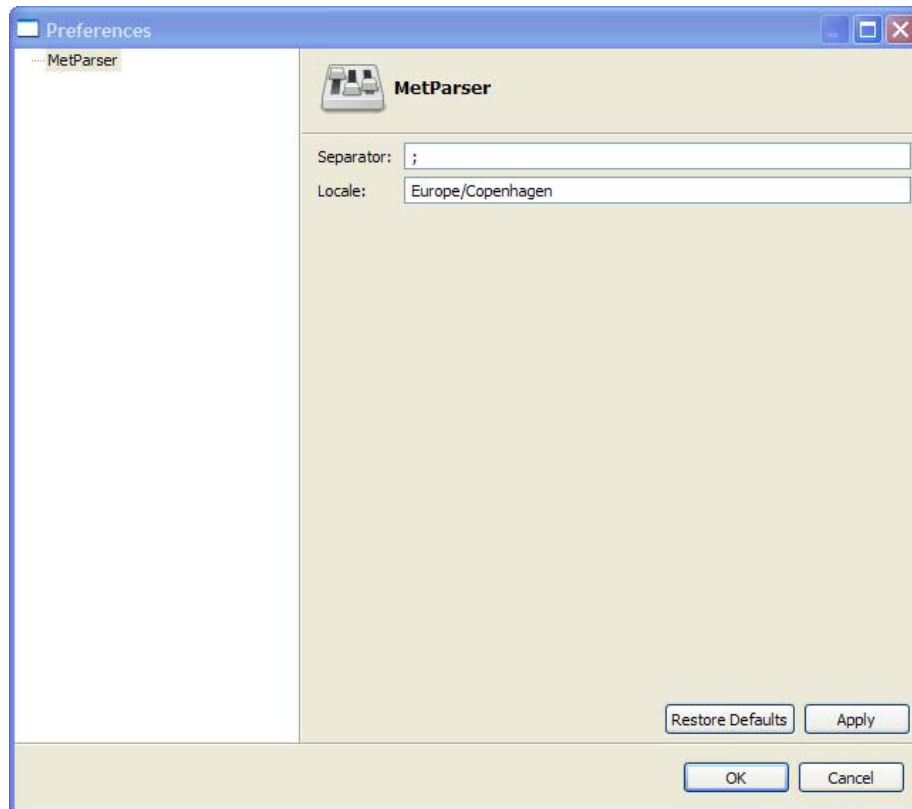 Preferences
MetParser
MetParser
Separator: ;
Locale: Europe/Copenhagen
Restore Defaults Apply
OK Cancel